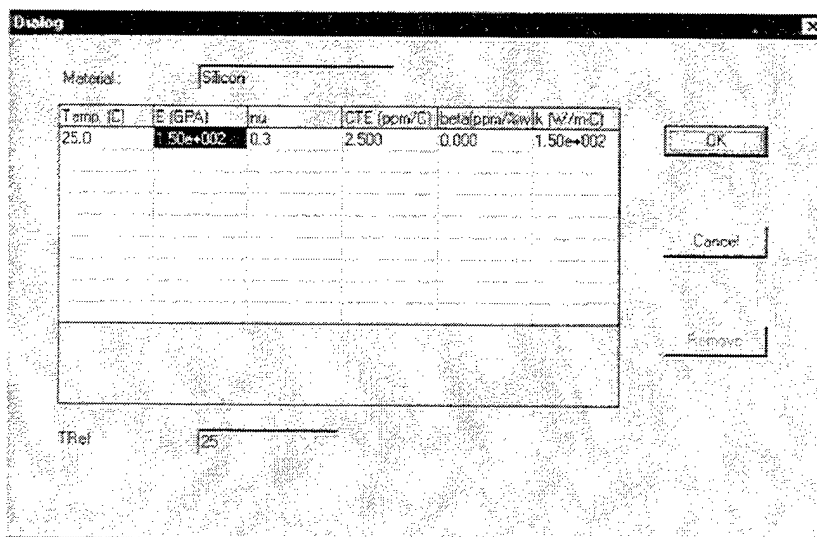 Dialog
Material: Silicon
Temp. (C) E (GPA) nu CTE (ppm/C) beta(ppm/%w k (W/m-C)
25.0 1.50e+002 0.3 2.500 0.000 1.50e+002
OK
Cancel
Remove
TRef 25